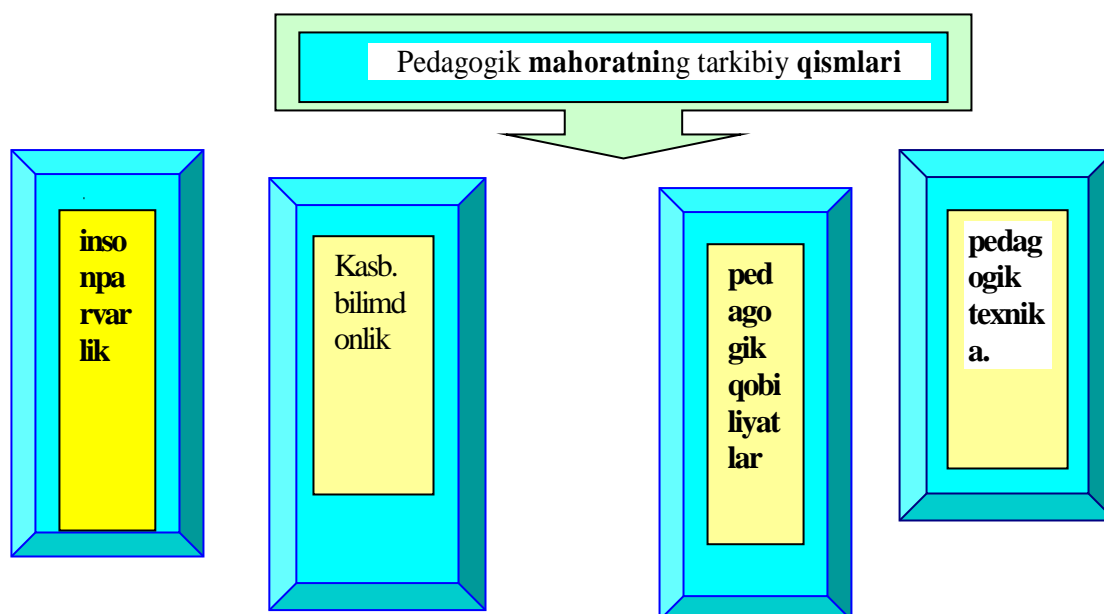 Pedagogik mahoratning tarkibiy qismlari
inso
npa
rvar
lik
Kasb.
bilimd
onlik
ped
ago
gik
qobi
liyat
lar
pedag
ogik
texnik
a.